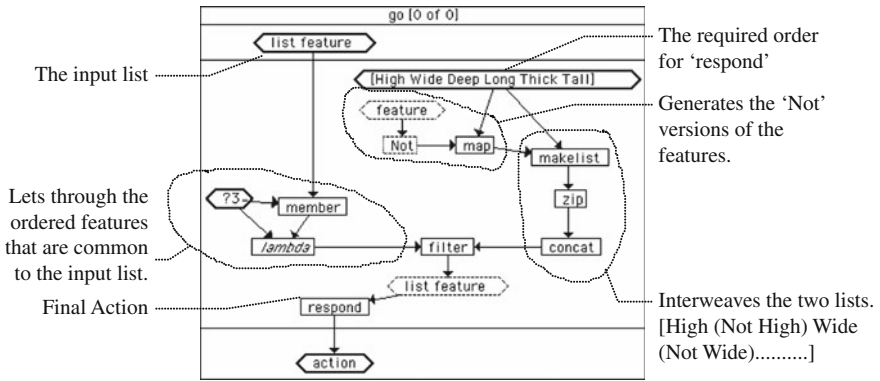 go [0 of 0]
list feature
The required order
for ‘respond’
The input list
[High Wide Deep Long Thick Tall]
feature
Generates the ‘Not’
versions of the
features.
Not
map
makelist
Lets through the
ordered features
that are common
to the input list.
?3
member
zip
lambda
filter
concat
list feature
Final Action
respond
Interweaves the two lists.
[High (Not High) Wide
(Not Wide)..........]
action